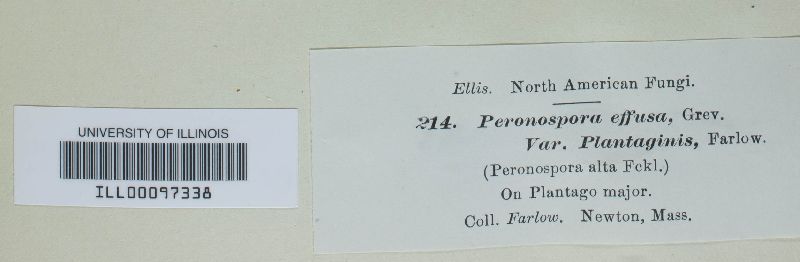 UNIVERSITY OF ILLINOIS
ILL00097338
Ellis. North American Fungi.
214. Peronospora effusa, Grev.
Var. Plantaginis, Farlow.
(Peronospora alta Fckl.)
On Plantago major.
Coll. Farlow. Newton, Mass.